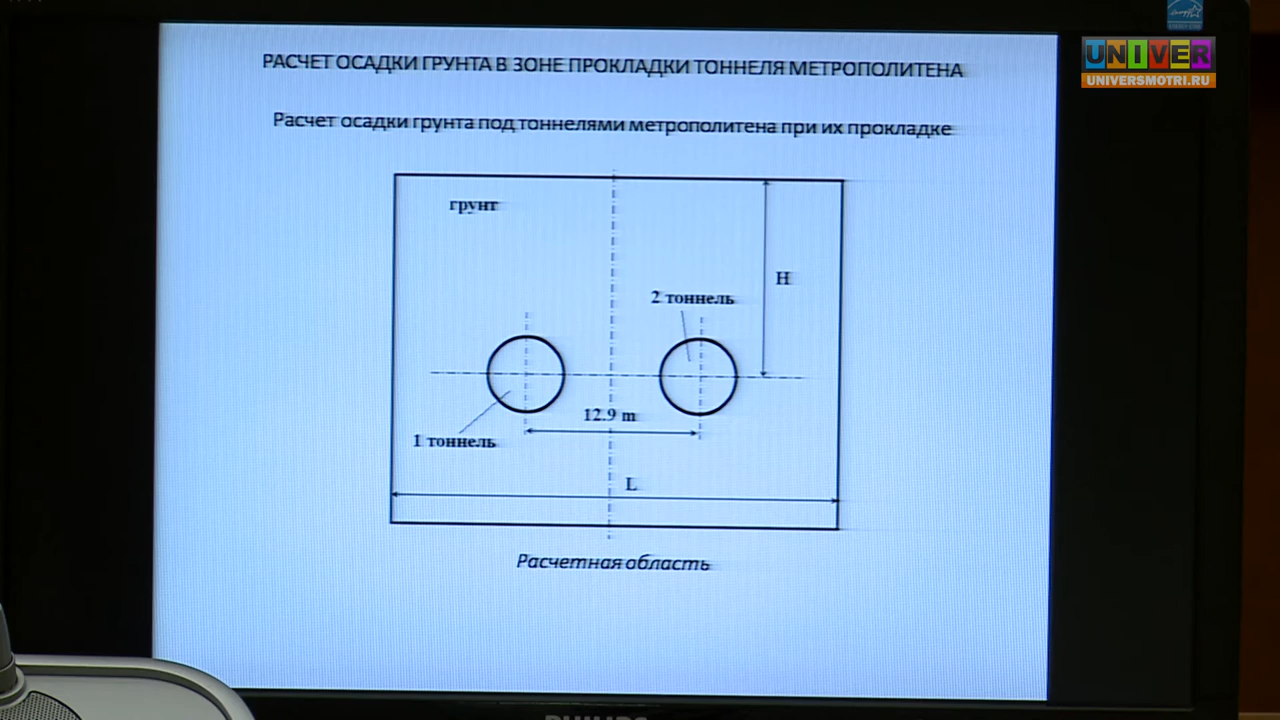 UNIVER
UNIVERSMOTRI.RU
РАСЧЕТ ОСАДКИ ГРУНТА В ЗОНЕ ПРОКЛАДКИ ТОННЕЛЯ МЕТРОПОЛИТЕНА
Расчет осадки грунта под тоннелями метрополитена при их прокладке
грунт
H
2 тоннель
12.9 m
1 тоннель
L
Расчетная область
PHILIPS